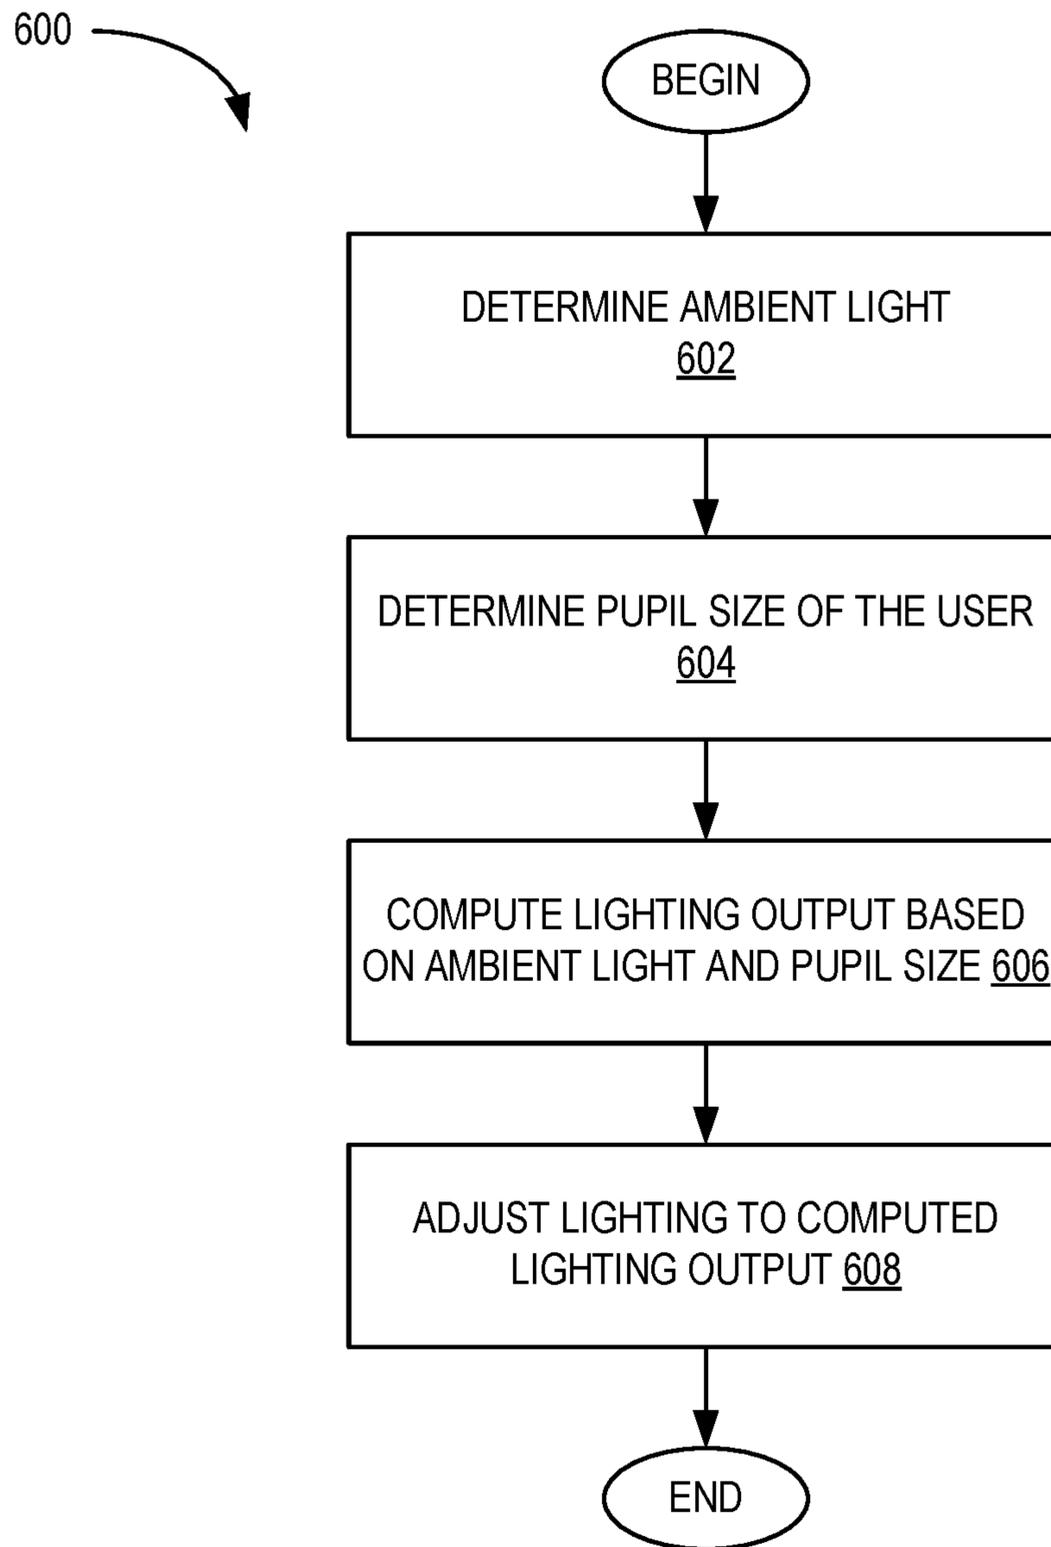 600
BEGIN
DETERMINE AMBIENT LIGHT
602
DETERMINE PUPIL SIZE OF THE USER
604
COMPUTE LIGHTING OUTPUT BASED
ON AMBIENT LIGHT AND PUPIL SIZE 606
ADJUST LIGHTING TO COMPUTED
LIGHTING OUTPUT 608
END